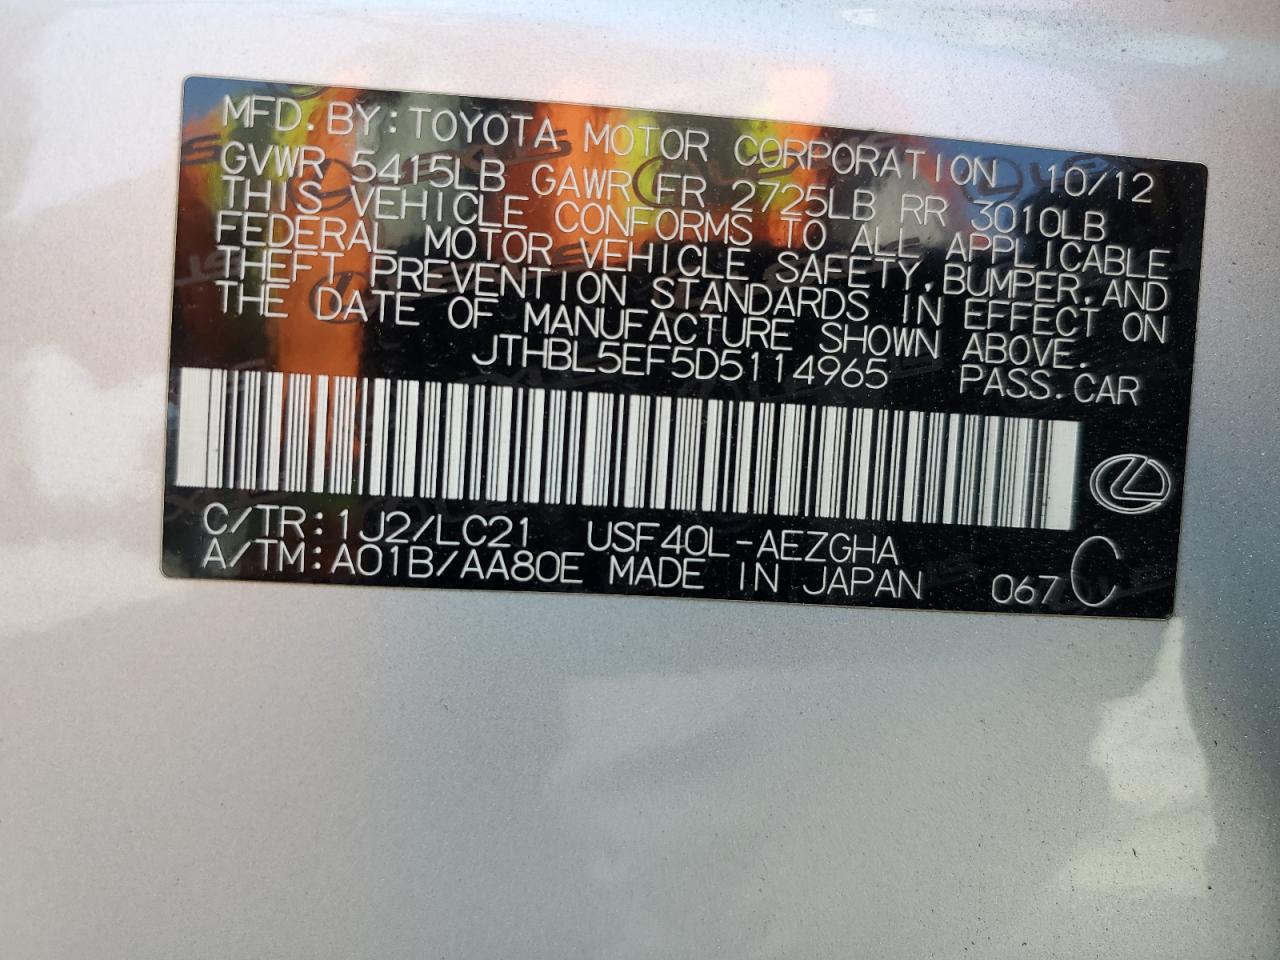 MFD. BY: TOYOTA MOTOR CORPORATION 10/12
GVWR 5415LB GAWR FR 2725LB RR 3010LB
THIS VEHICLE CONFORMS TO ALL APPLICABLE
FEDERAL MOTOR VEHICLE SAFETY, BUMPER, AND
THEFT PREVENTION STANDARDS IN EFFECT ON
THE DATE OF MANUFACTURE SHOWN ABOVE.
JTHBL5EF5D5114965 PASS. CAR
C/TR: 1J2/LC21 USF40L-AEZGHA
A/TM: A01B/AA80E MADE IN JAPAN 067 C